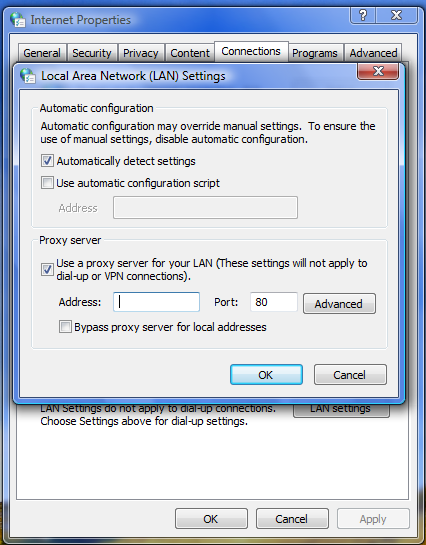 Internet Properties
General Security Privacy Content Connections Programs Advanced
Local Area Network (LAN) Settings
Automatic configuration
Automatic configuration may override manual settings. To ensure the
use of manual settings, disable automatic configuration.
Automatically detect settings
Use automatic configuration script
Address
Proxy server
Use a proxy server for your LAN (These settings will not apply to
dial-up or VPN connections).
Address: Port: 80 Advanced
Bypass proxy server for local addresses
OK Cancel
LAN Settings do not apply to dial-up connections. LAN settings
Choose Settings above for dial-up settings.
OK Cancel Apply